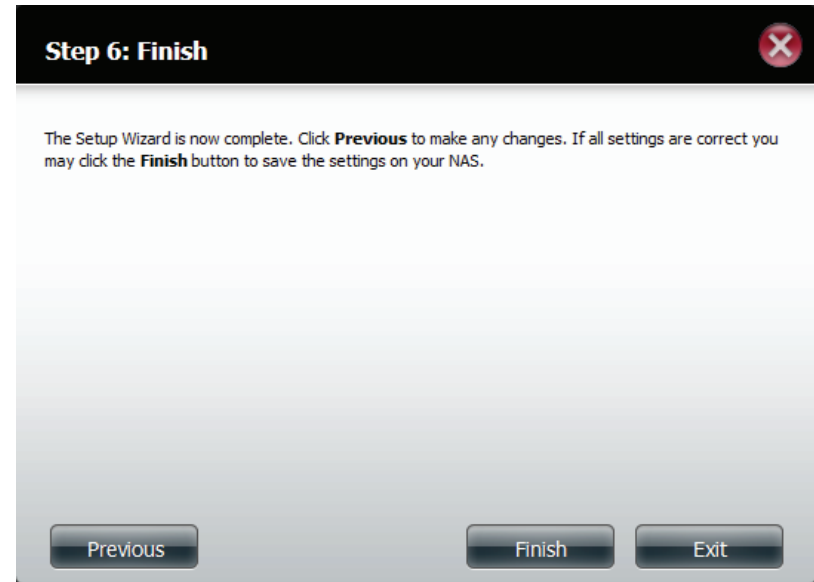 Step 6: Finish
The Setup Wizard is now complete. Click Previous to make any changes. If all settings are correct you
may click the Finish button to save the settings on your NAS.
Previous
Finish
Exit